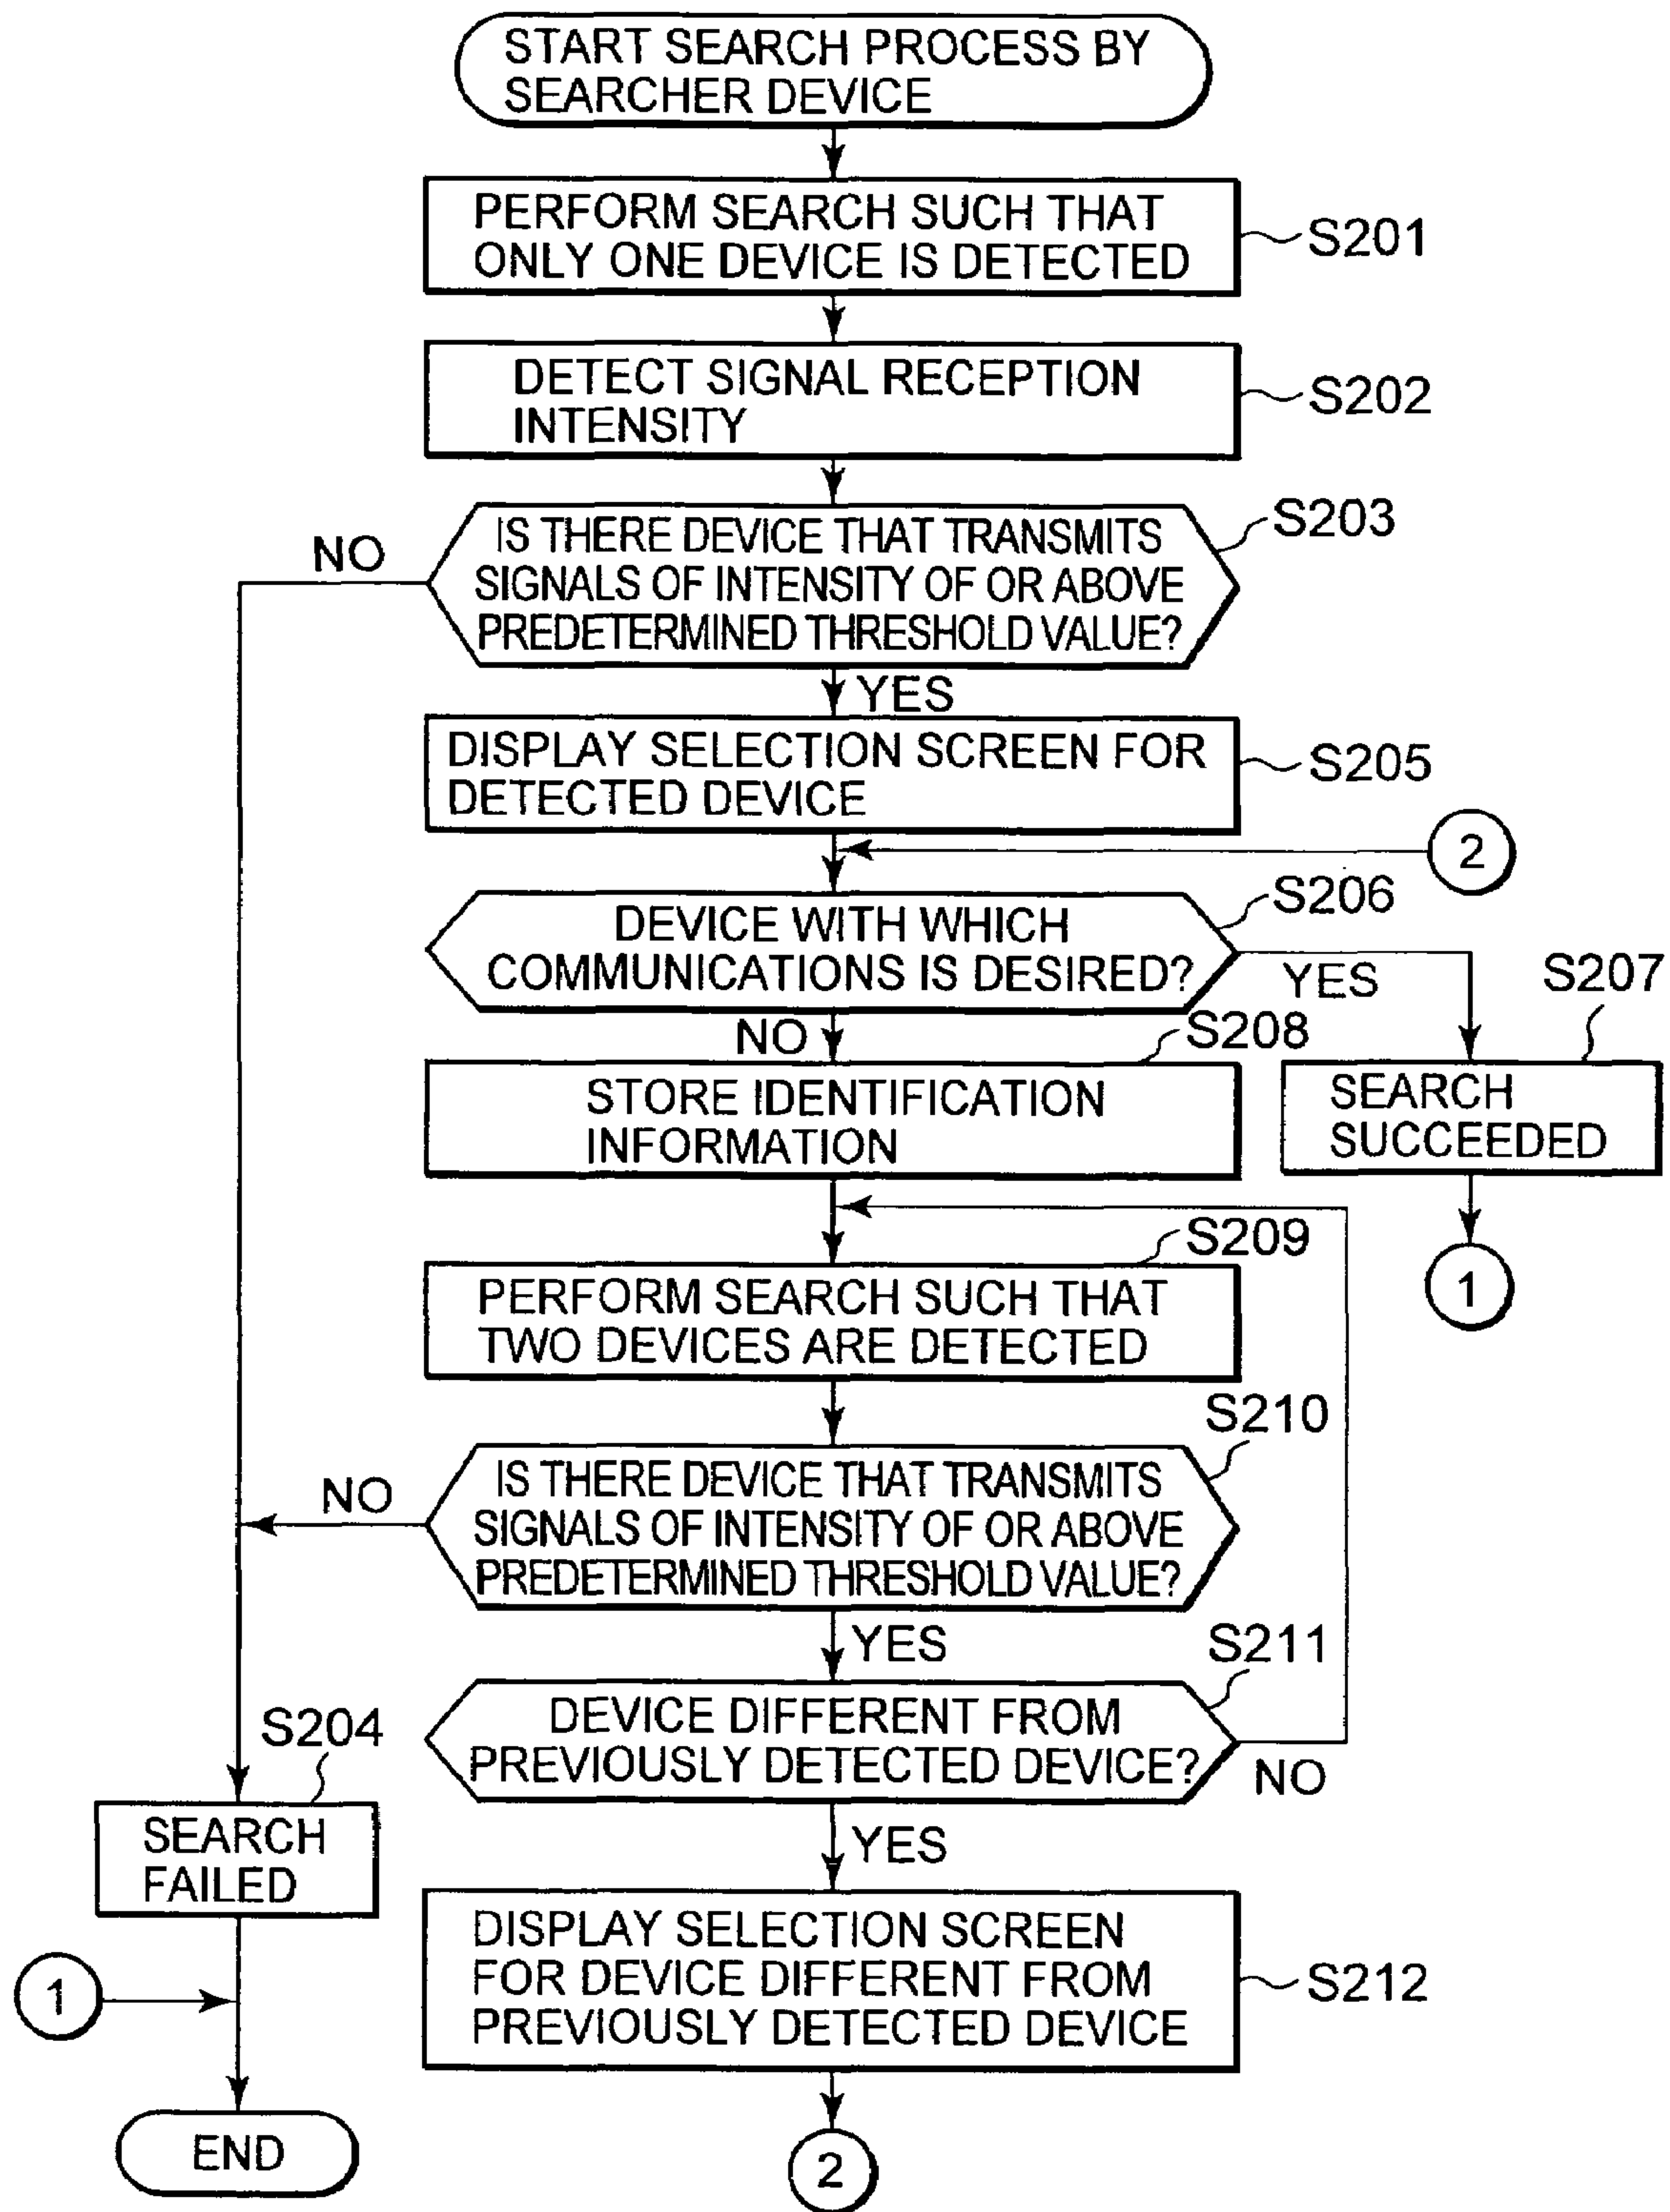 START SEARCH PROCESS BY
SEARCHER DEVICE
PERFORM SEARCH SUCH THAT
ONLY ONE DEVICE IS DETECTED
S201
DETECT SIGNAL RECEPTION
INTENSITY
S202
IS THERE DEVICE THAT TRANSMITS
SIGNALS OF INTENSITY OF OR ABOVE
PREDETERMINED THRESHOLD VALUE?
S203
NO
YES
DISPLAY SELECTION SCREEN FOR
DETECTED DEVICE
S205
2
DEVICE WITH WHICH
COMMUNICATIONS IS DESIRED?
S206
YES
S207
NO
S208
STORE IDENTIFICATION
INFORMATION
SEARCH
SUCCEEDED
1
S209
PERFORM SEARCH SUCH THAT
TWO DEVICES ARE DETECTED
S210
IS THERE DEVICE THAT TRANSMITS
SIGNALS OF INTENSITY OF OR ABOVE
PREDETERMINED THRESHOLD VALUE?
NO
YES
S211
DEVICE DIFFERENT FROM
PREVIOUSLY DETECTED DEVICE?
NO
S204
SEARCH
FAILED
YES
DISPLAY SELECTION SCREEN
FOR DEVICE DIFFERENT FROM
PREVIOUSLY DETECTED DEVICE
S212
1
END
2